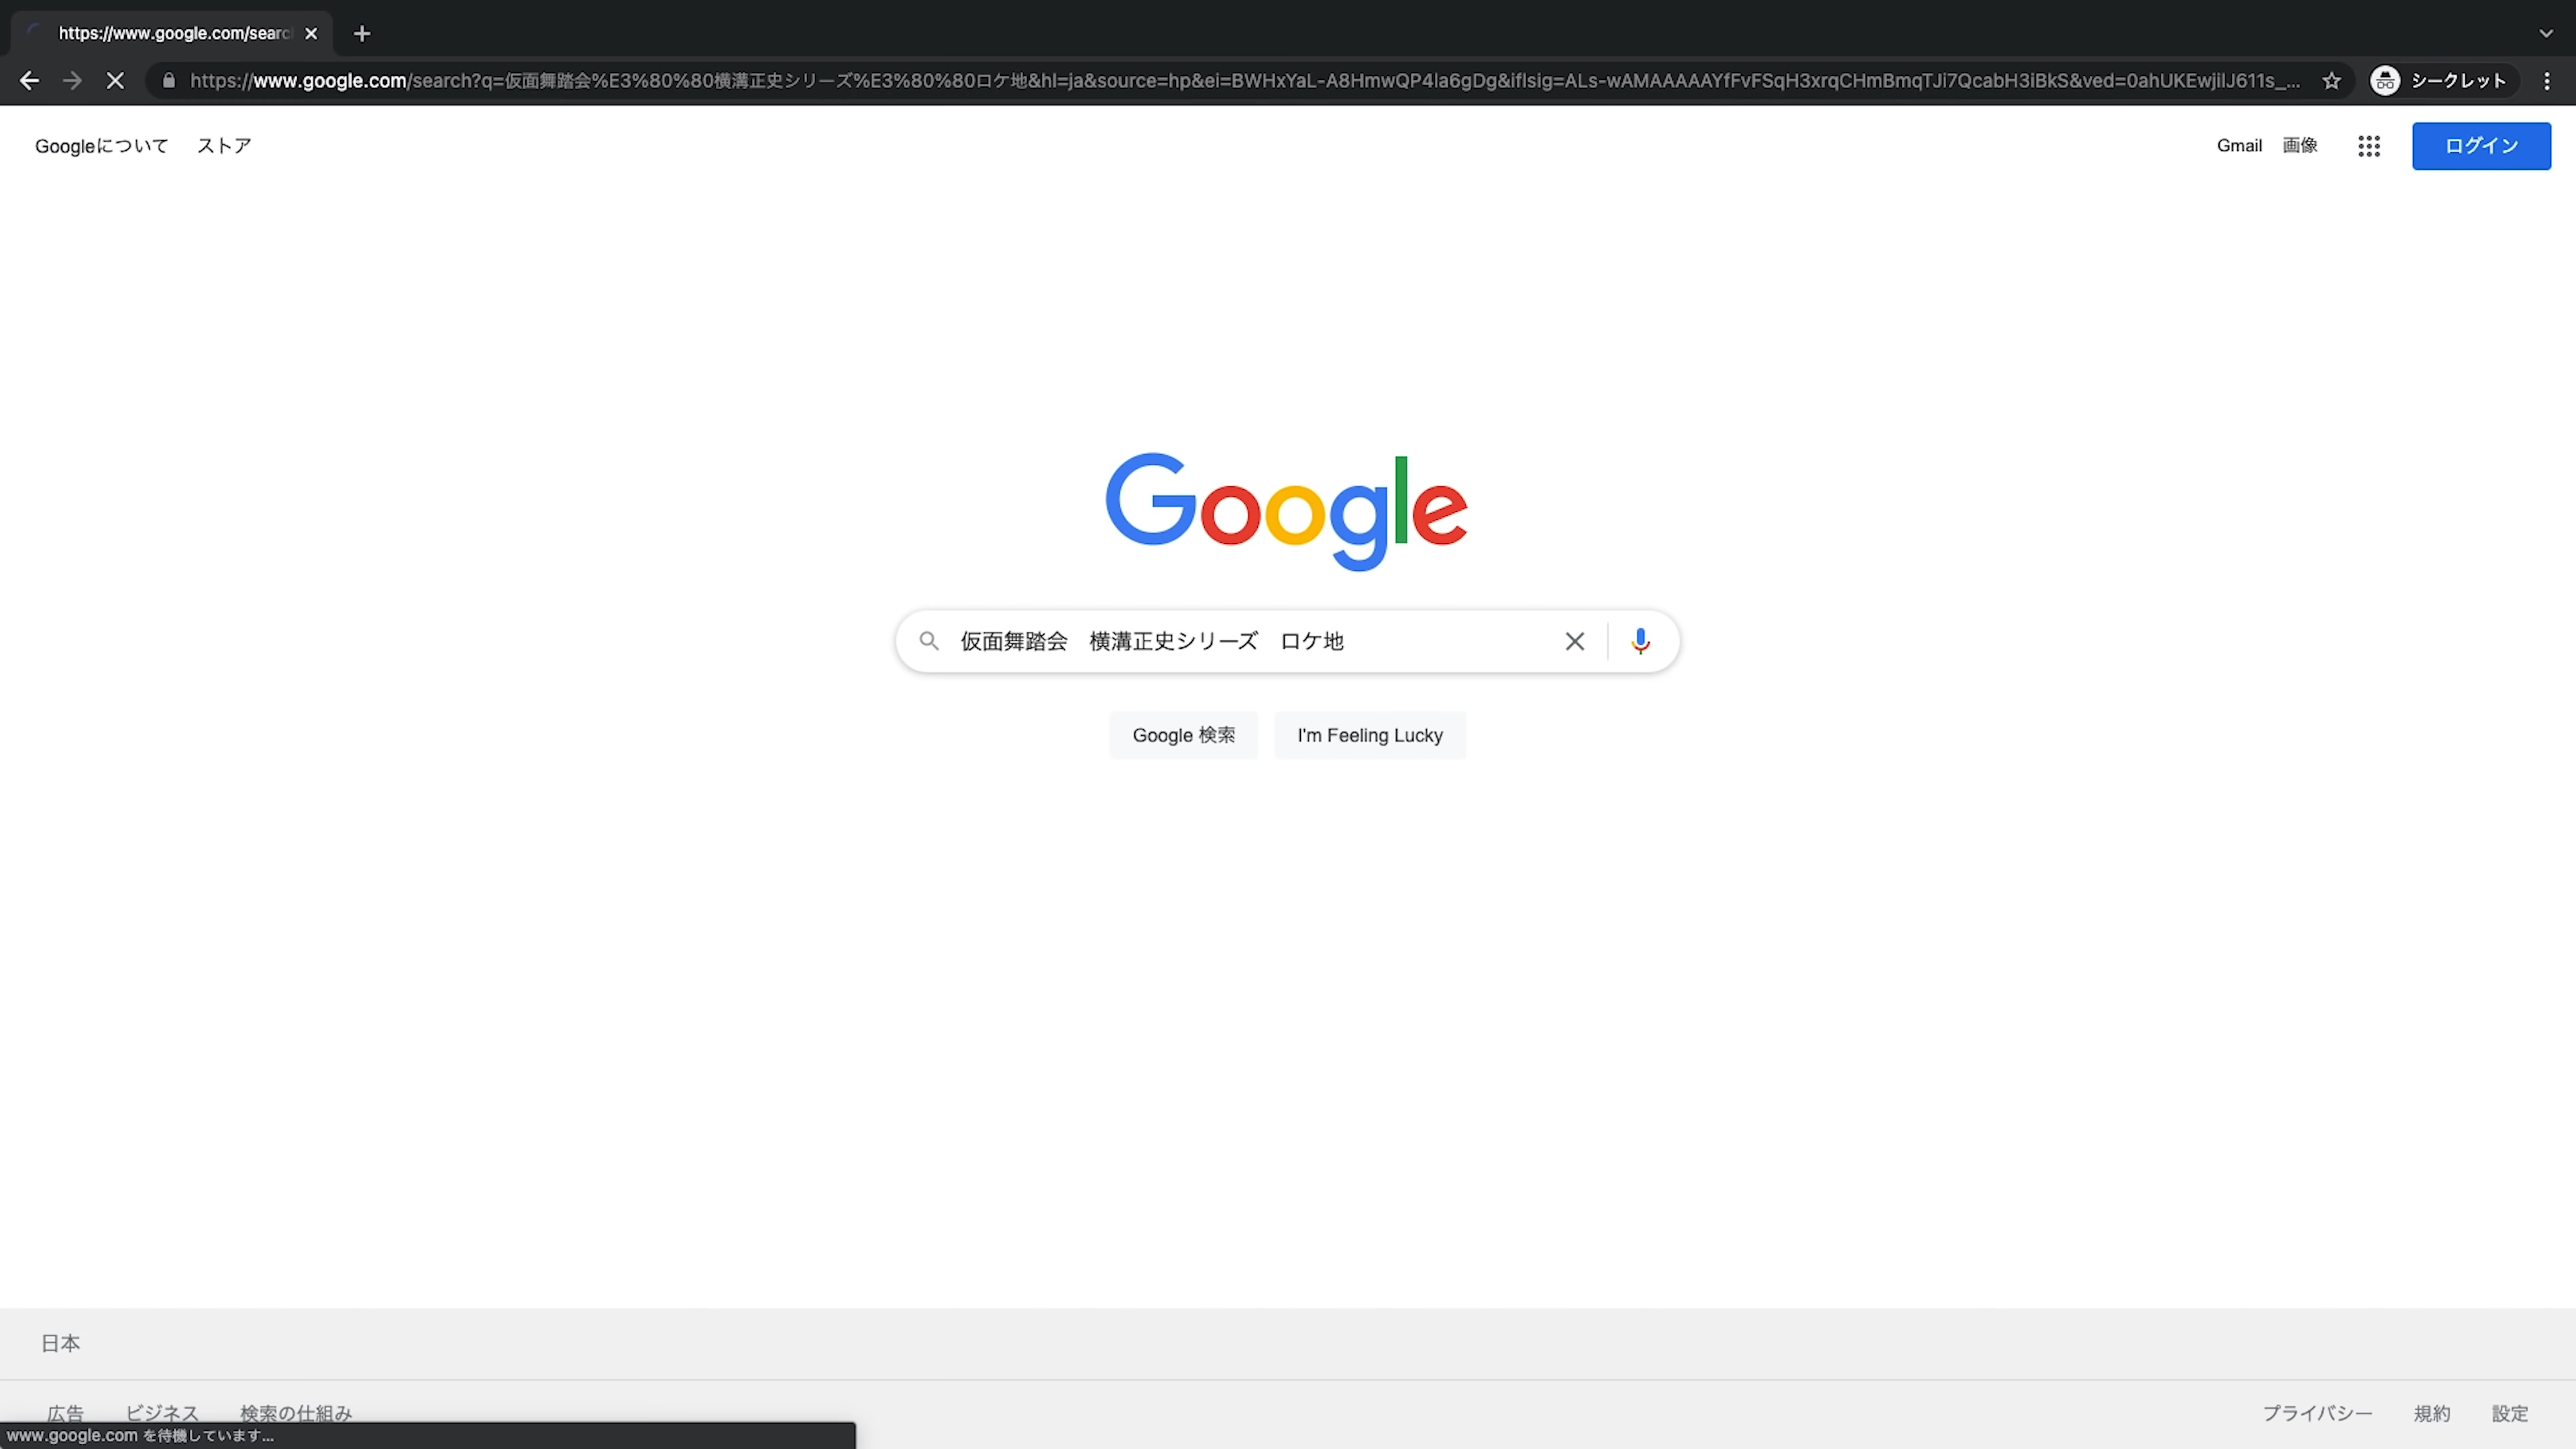 https://www.google.com/searc
https://www.google.com/search?q=仮面舞踏会%E3%80%80横溝正史シリーズ%E3%80%80ロケ地&hl=ja&source=hp&ei=BWHxYaL-A8HmwQP4la6gDg&iflsig=ALs-wAMAAAAAYfFvFSqH3xrqCHmBmqTJi7QcabH3iBkS&ved=0ahUKEwjilJ611s_...
シークレット
Googleについて ストア
Gmail 画像 ログイン
Google
仮面舞踏会 横溝正史シリーズ ロケ地
Google 検索 I'm Feeling Lucky
日本
広告 ビジネス 検索の仕組み
プライバシー 規約 設定
www.google.com を待機しています...